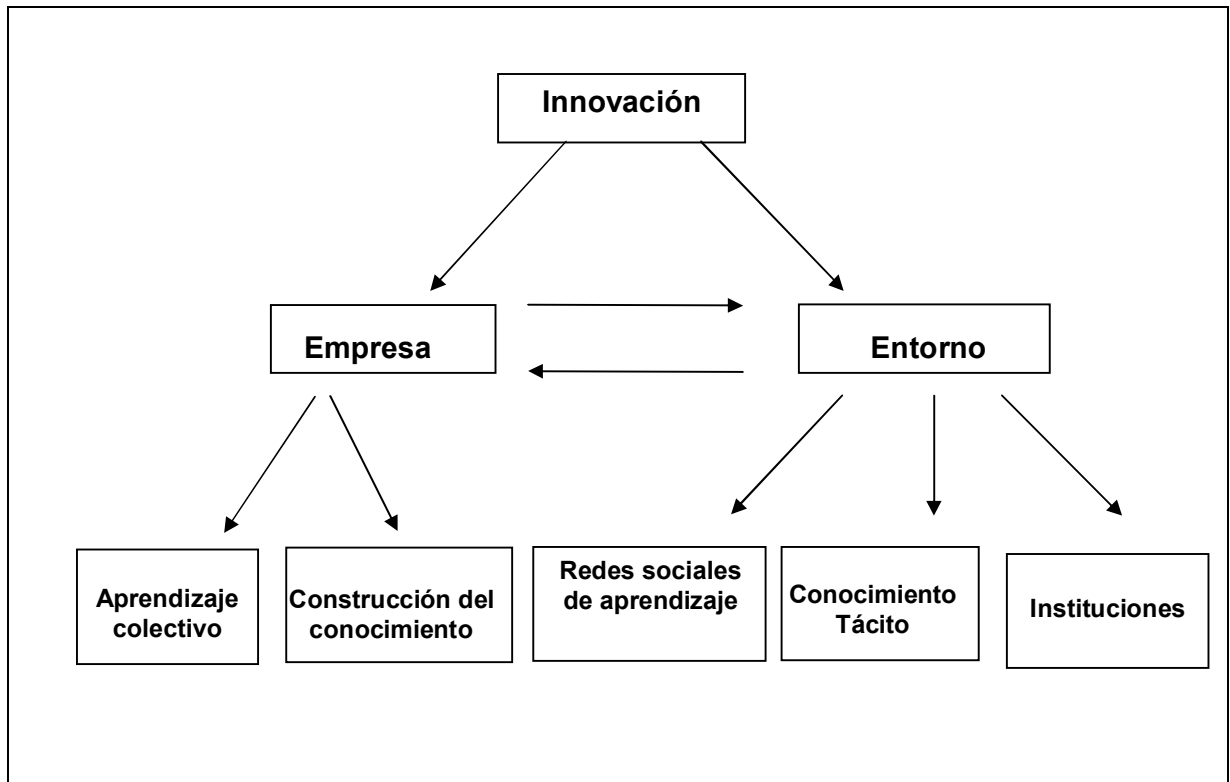 Innovación
Empresa
Entorno
Aprendizaje
colectivo
Construcción del
conocimiento
Redes sociales
de aprendizaje
Conocimiento
Tácito
Instituciones